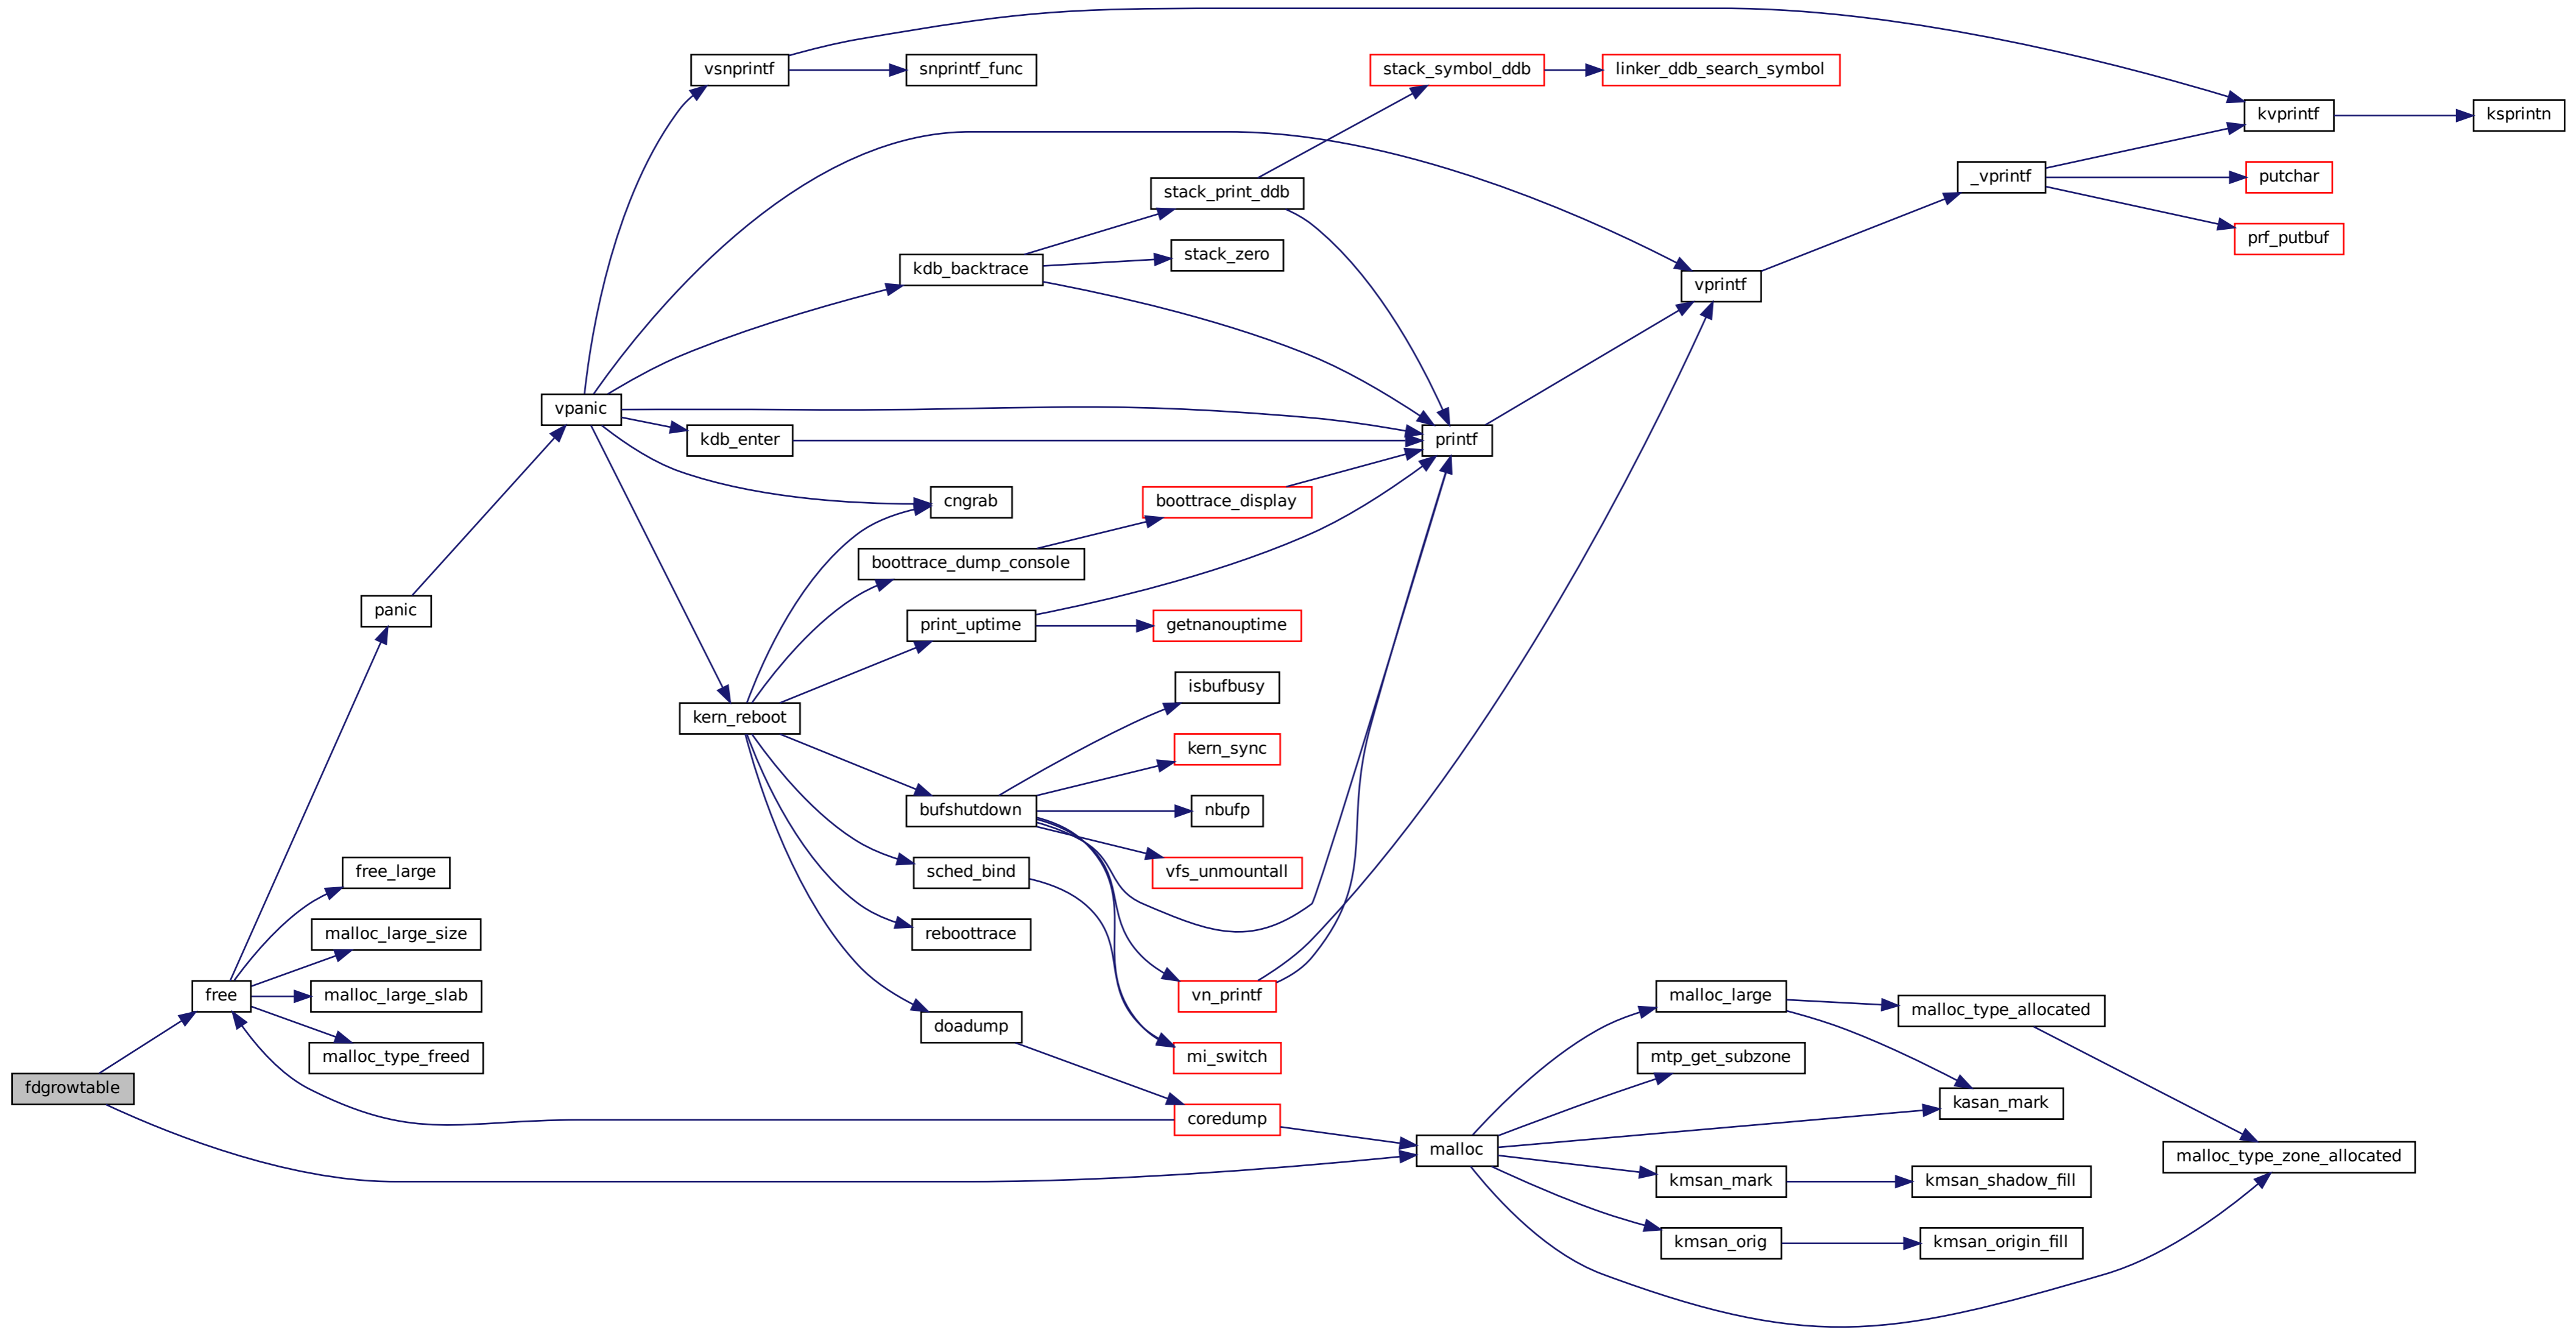 vsnprintf
snprintf_func
stack_symbol_ddb
linker_ddb_search_symbol
kvprintf
ksprintn
_vprintf
putchar
stack_print_ddb
prf_putbuf
stack_zero
kdb_backtrace
vprintf
vpanic
kdb_enter
printf
cngrab
boottrace_display
boottrace_dump_console
panic
print_uptime
getnanouptime
isbufbusy
kern_reboot
kern_sync
bufshutdown
nbufp
free_large
sched_bind
vfs_unmountall
malloc_large_size
reboottrace
free
malloc_large_slab
vn_printf
malloc_large
malloc_type_allocated
doadump
malloc_type_freed
mi_switch
mtp_get_subzone
fdgrowtable
kasan_mark
coredump
malloc
malloc_type_zone_allocated
kmsan_mark
kmsan_shadow_fill
kmsan_orig
kmsan_origin_fill